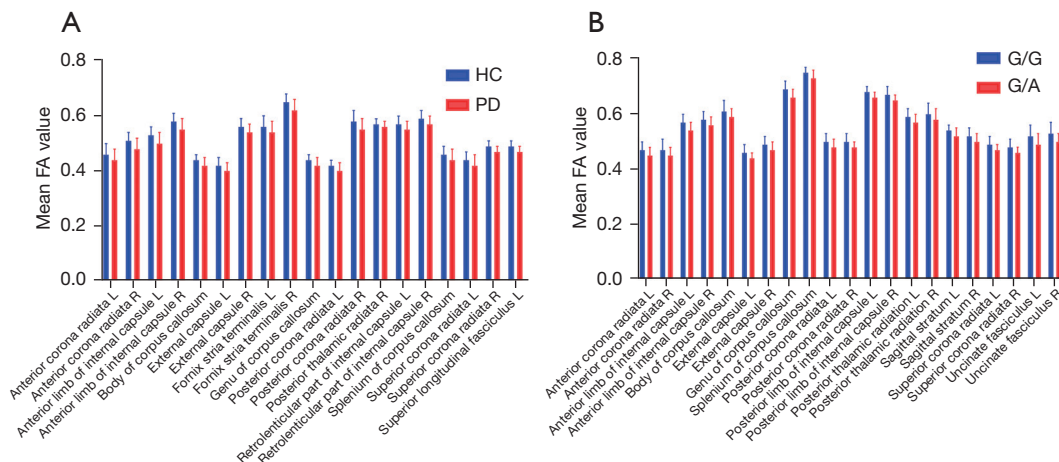 A
0.8
0.6
0.4
0.2
0.0
Mean FA value
HC
PD
Anterior corona radiata L
Anterior corona radiata R
Anterior limb of internal capsule L
Anterior limb of internal capsule R
Body of corpus callosum
External capsule L
External capsule R
Fornix stria terminalis L
Fornix stria terminalis R
Genu of corpus callosum
Posterior corona radiata L
Posterior corona radiata R
Posterior thalamic radiation R
Retrolenticular part of internal capsule L
Retrolenticular part of internal capsule R
Splenium of corpus callosum
Superior corona radiata L
Superior corona radiata R
Superior longitudinal fasciculus L
B
0.8
0.6
0.4
0.2
0.0
Mean FA value
G/G
G/A
Anterior corona radiata L
Anterior corona radiata R
Anterior limb of internal capsule L
Anterior limb of internal capsule R
Body of corpus callosum
External capsule L
External capsule R
Genu of corpus callosum
Splenium of corpus callosum
Posterior corona radiata L
Posterior corona radiata R
Posterior limb of internal capsule L
Posterior limb of internal capsule R
Posterior thalamic radiation L
Posterior thalamic radiation R
Sagittal stratum L
Sagittal stratum R
Superior corona radiata L
Superior corona radiata R
Uncinate fasciculus L
Uncinate fasciculus R